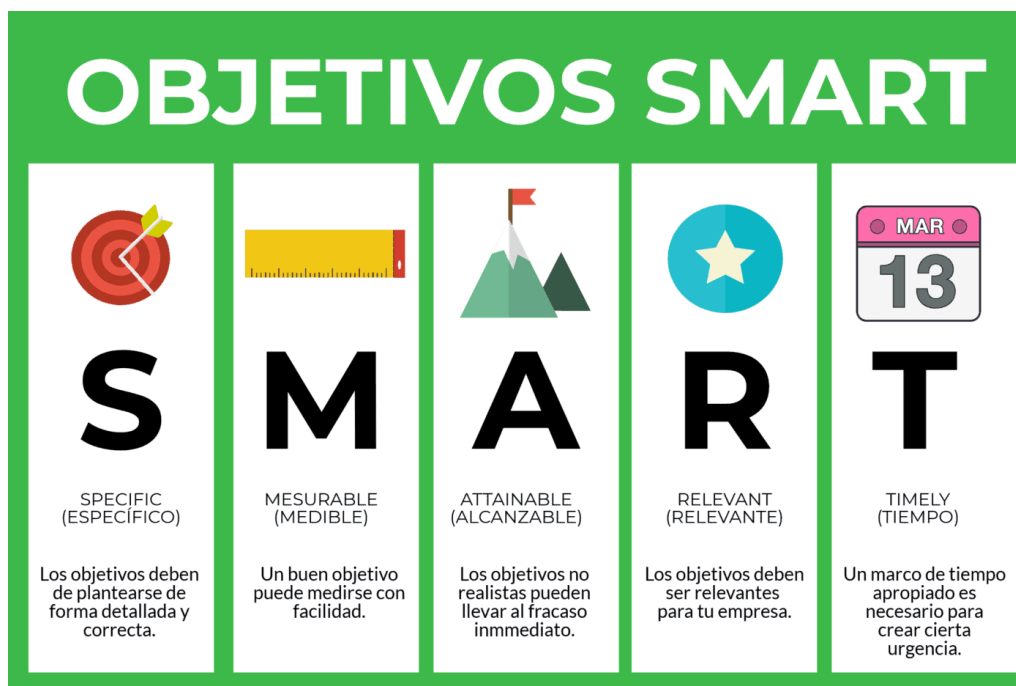 OBJETIVOS SMART
MAR
13
S
SPECIFIC
(ESPECÍFICO)
Los objetivos deben
de plantearse de
forma detallada y
correcta.
M
MESURABLE
(MEDIBLE)
Un buen objetivo
puede medirse con
facilidad.
A
ATTAINABLE
(ALCANZABLE)
Los objetivos no
realistas pueden
llevar al fracaso
inmmediato.
R
RELEVANT
(RELEVANTE)
Los objetivos deben
ser relevantes
para tu empresa.
T
TIMELY
(TIEMPO)
Un marco de tiempo
apropiado es
necesario para
crear cierta
urgencia.